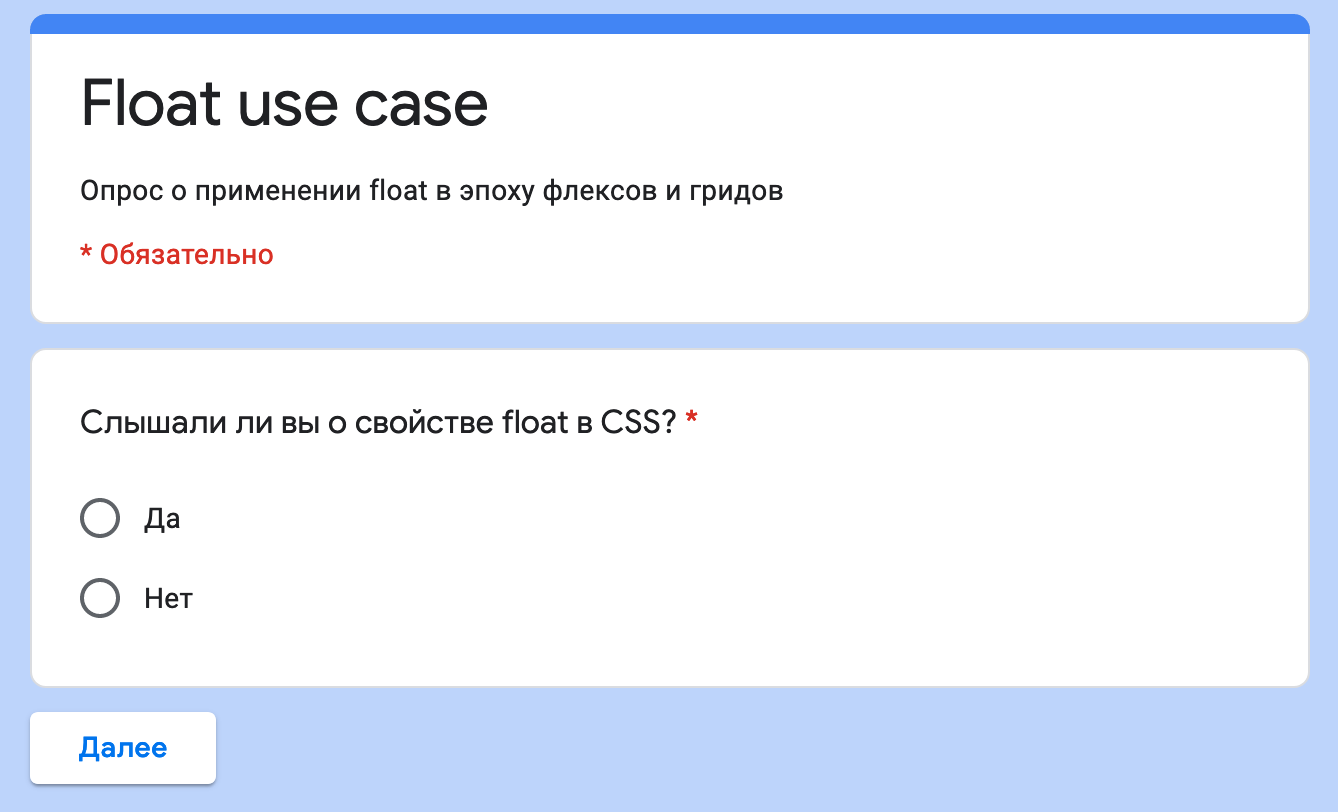 Float use case
Опрос о применении float в эпоху флексов и гридов
* Обязательно
Слышали ли вы о свойстве float в CSS? *
Да
Нет
Далее